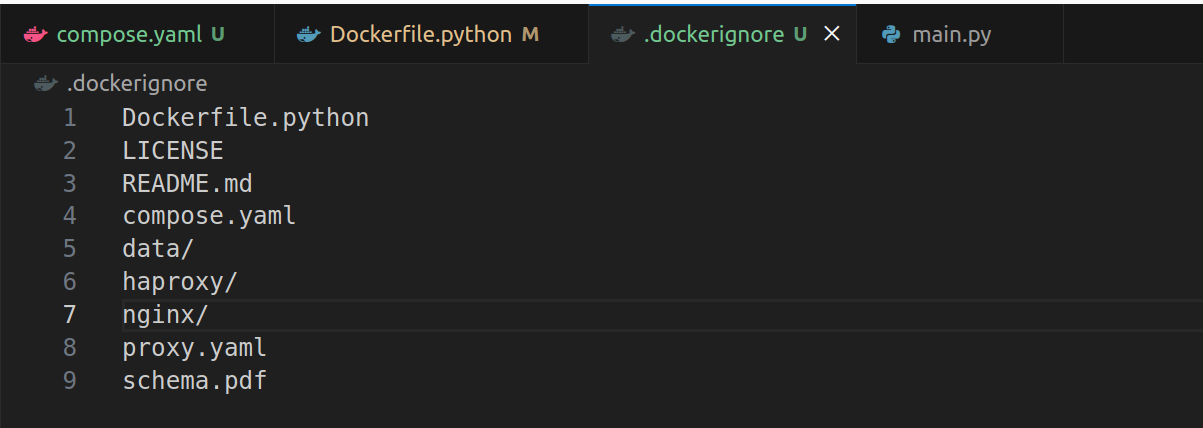 compose.yaml U Dockerfile.python M .dockerignore U main.py
.dockerignore
1 Dockerfile.python
2 LICENSE
3 README.md
4 compose.yaml
5 data/
6 haproxy/
7 nginx/
8 proxy.yaml
9 schema.pdf